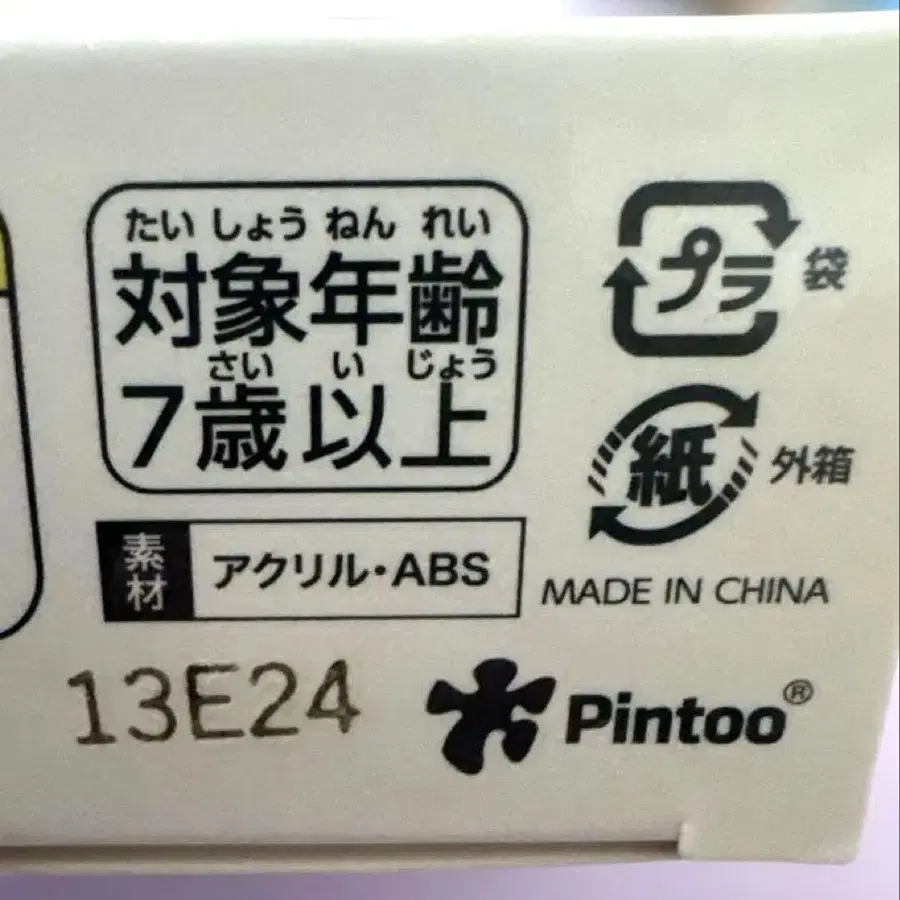 たいしょうねんれい
対象年齢
さいいじょう
7歳以上
素材
アクリル・ABS
13E24
プラ
袋
紙
外箱
MADE IN CHINA
Pintoo®